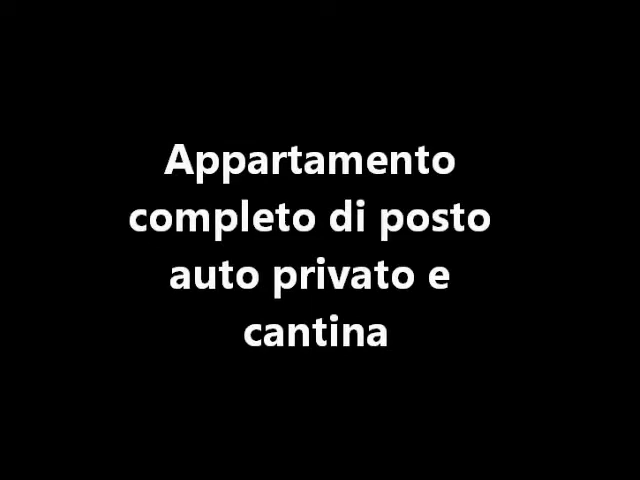 Appartamento
completo di posto
auto privato e
cantina